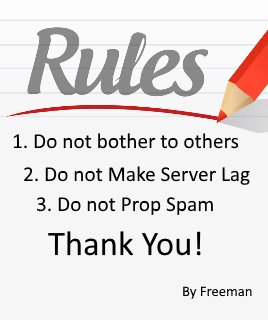 Rules
1. Do not bother to others
2. Do not Make Server Lag
3. Do not Prop Spam
Thank You!
By Freeman